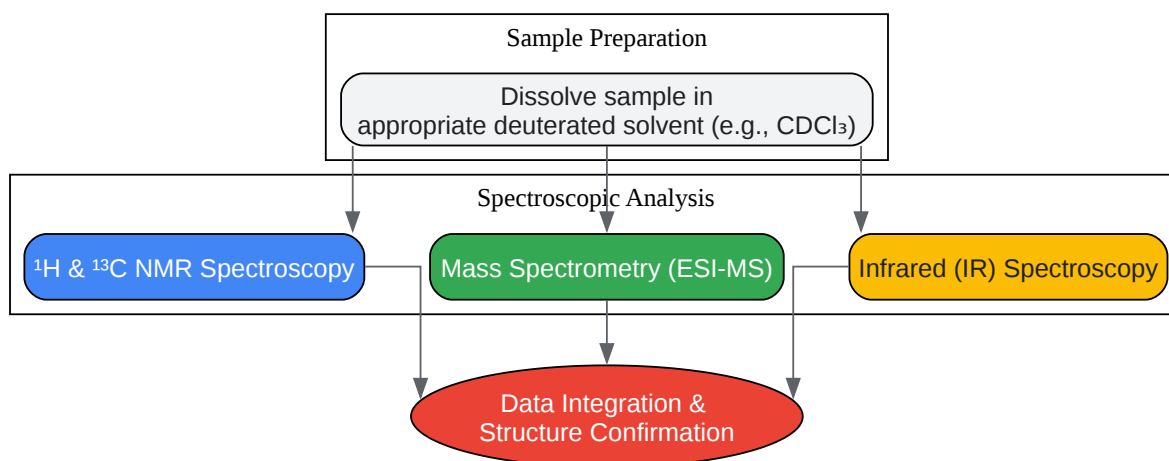 Sample Preparation
Dissolve sample in
appropriate deuterated solvent (e.g., CDCl₃)
Spectroscopic Analysis
¹H & ¹³C NMR Spectroscopy
Mass Spectrometry (ESI-MS)
Infrared (IR) Spectroscopy
Data Integration &
Structure Confirmation